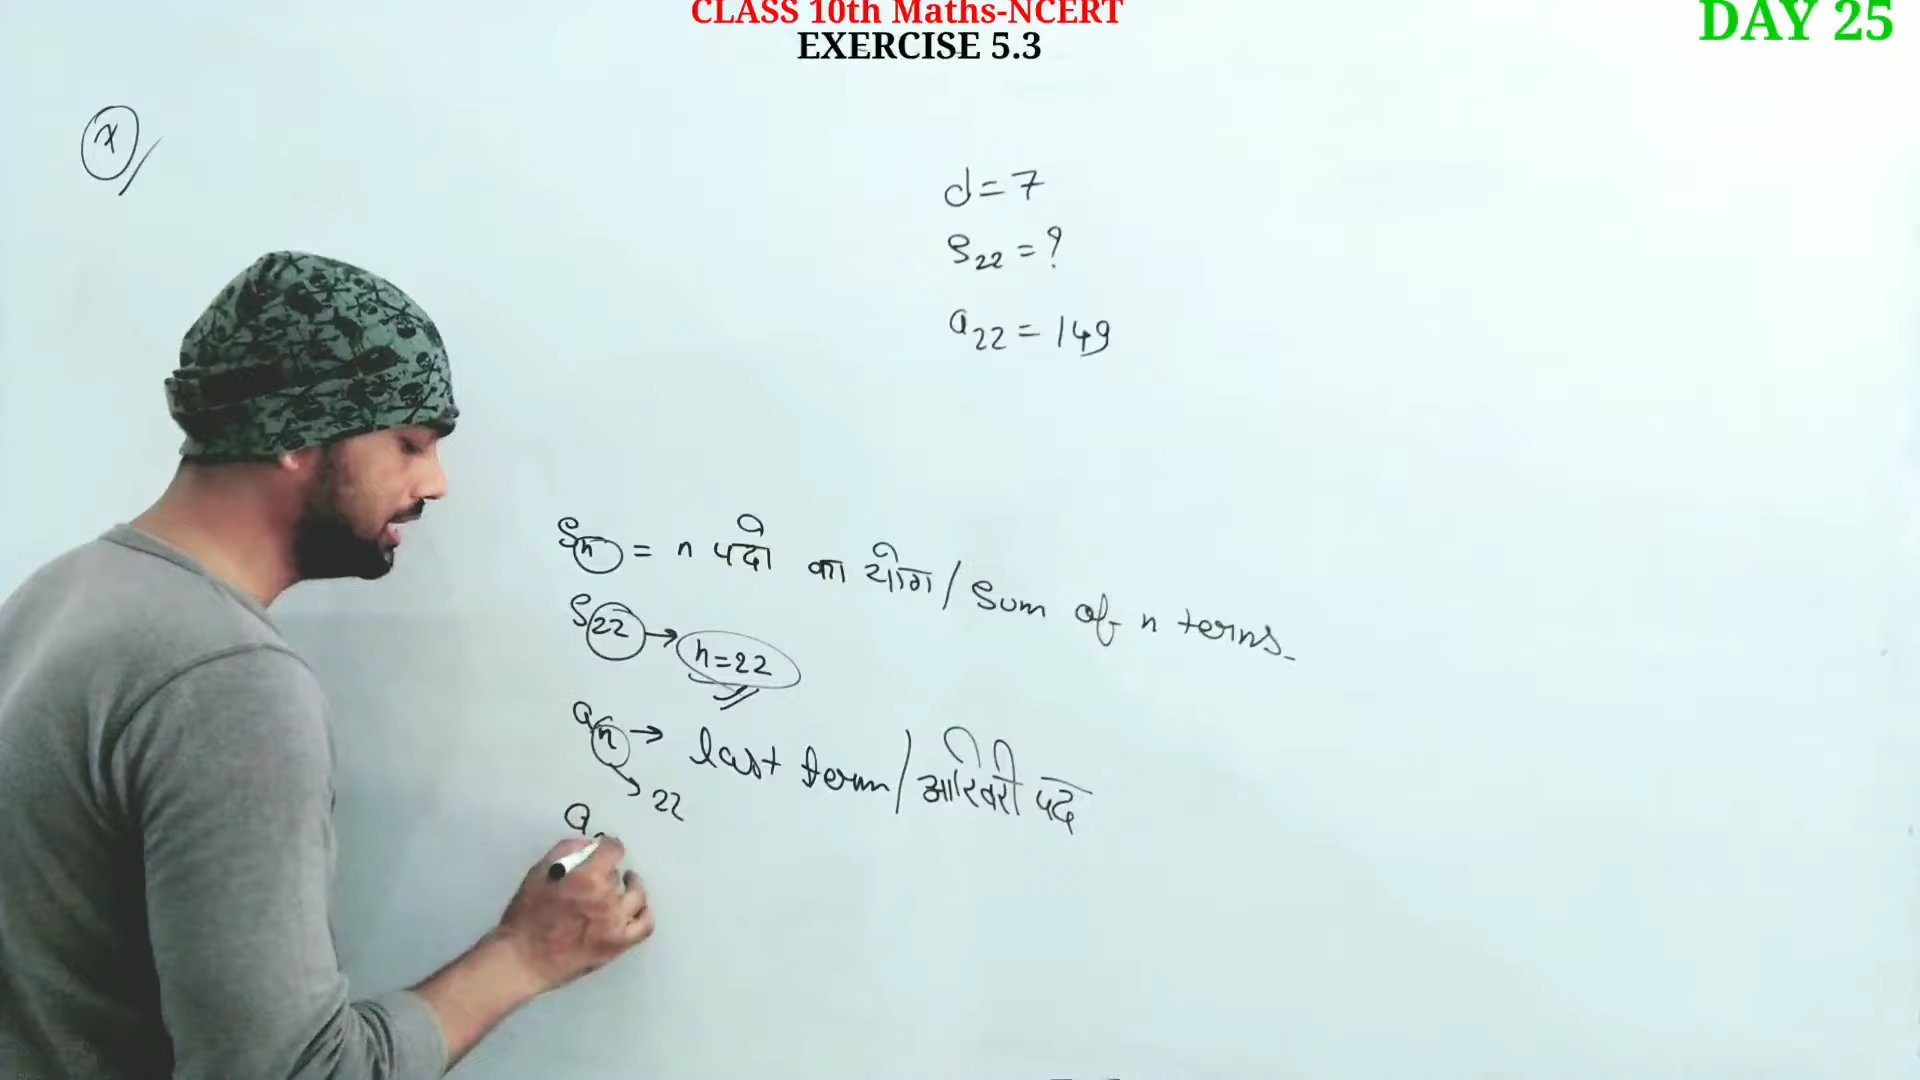 CLASS 10th Maths-NCERT
EXERCISE 5.3
DAY 25
x
d=7
S22 = ?
a22 = 149
Sn = n पदो का योग / Sum of n terms.
S22 → n=22
an → last term / आखिरी पद
22
a